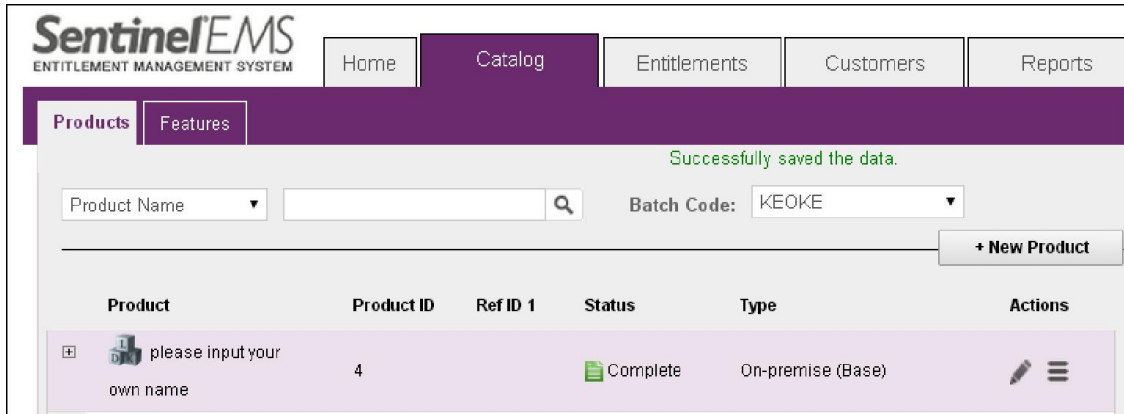 Sentinel EMS
ENTITLEMENT MANAGEMENT SYSTEM
Home Catalog Entitlements Customers Reports
Products Features
Successfully saved the data.
Product Name Batch Code: KEOKE
+ New Product
Product Product ID Ref ID 1 Status Type Actions
L D K please input your
4 Complete On-premise (Base)
own name